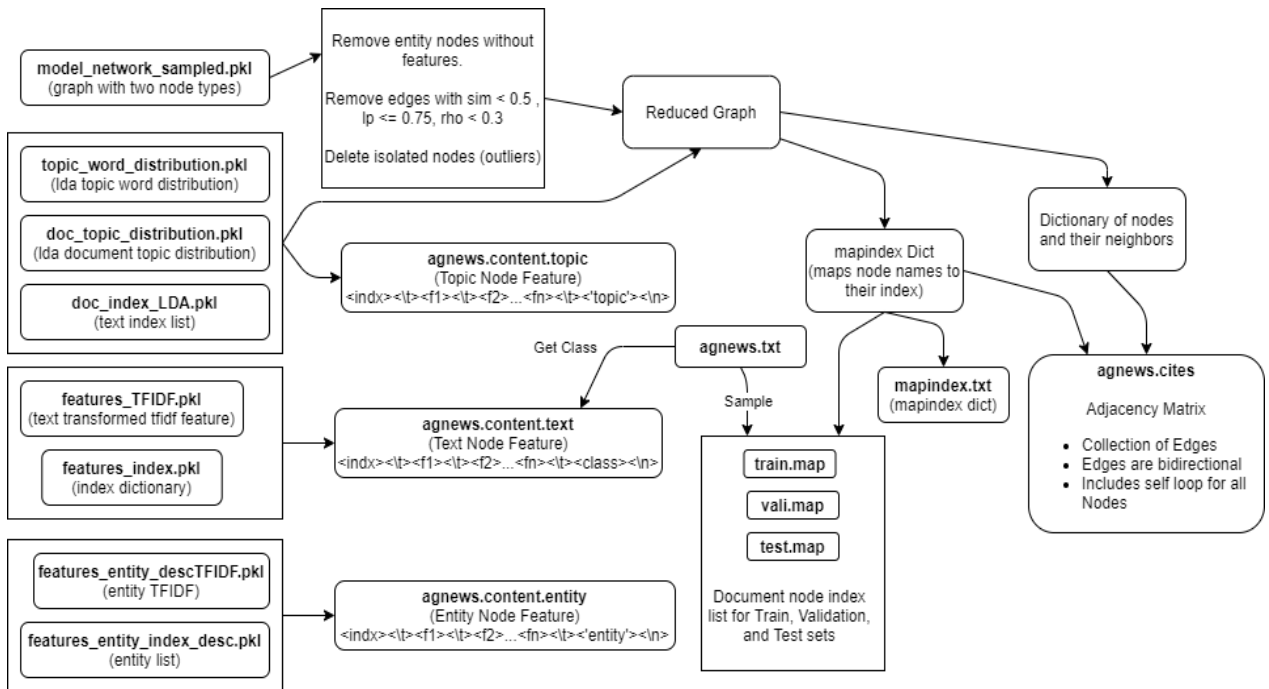 model_network_sampled.pkl
(graph with two node types)
Remove entity nodes without
features.
Remove edges with sim < 0.5 ,
lp <= 0.75, rho < 0.3
Delete isolated nodes (outliers)
Reduced Graph
topic_word_distribution.pkl
(lda topic word distribution)
doc_topic_distribution.pkl
(lda document topic distribution)
doc_index_LDA.pkl
(text index list)
agnews.content.topic
(Topic Node Feature)
<indx><\t><f1><\t><f2>...<fn><\t><'topic'><\n>
mapindex Dict
(maps node names to
their index)
Dictionary of nodes
and their neighbors
Get Class
agnews.txt
Sample
mapindex.txt
(mapindex dict)
agnews.cites
Adjacency Matrix
• Collection of Edges
• Edges are bidirectional
• Includes self loop for all
Nodes
features_TFIDF.pkl
(text transformed tfidf feature)
features_index.pkl
(index dictionary)
agnews.content.text
(Text Node Feature)
<indx><\t><f1><\t><f2>...<fn><\t><class><\n>
train.map
vali.map
test.map
Document node index
list for Train, Validation,
and Test sets
features_entity_descTFIDF.pkl
(entity TFIDF)
features_entity_index_desc.pkl
(entity list)
agnews.content.entity
(Entity Node Feature)
<indx><\t><f1><\t><f2>...<fn><\t><'entity'><\n>